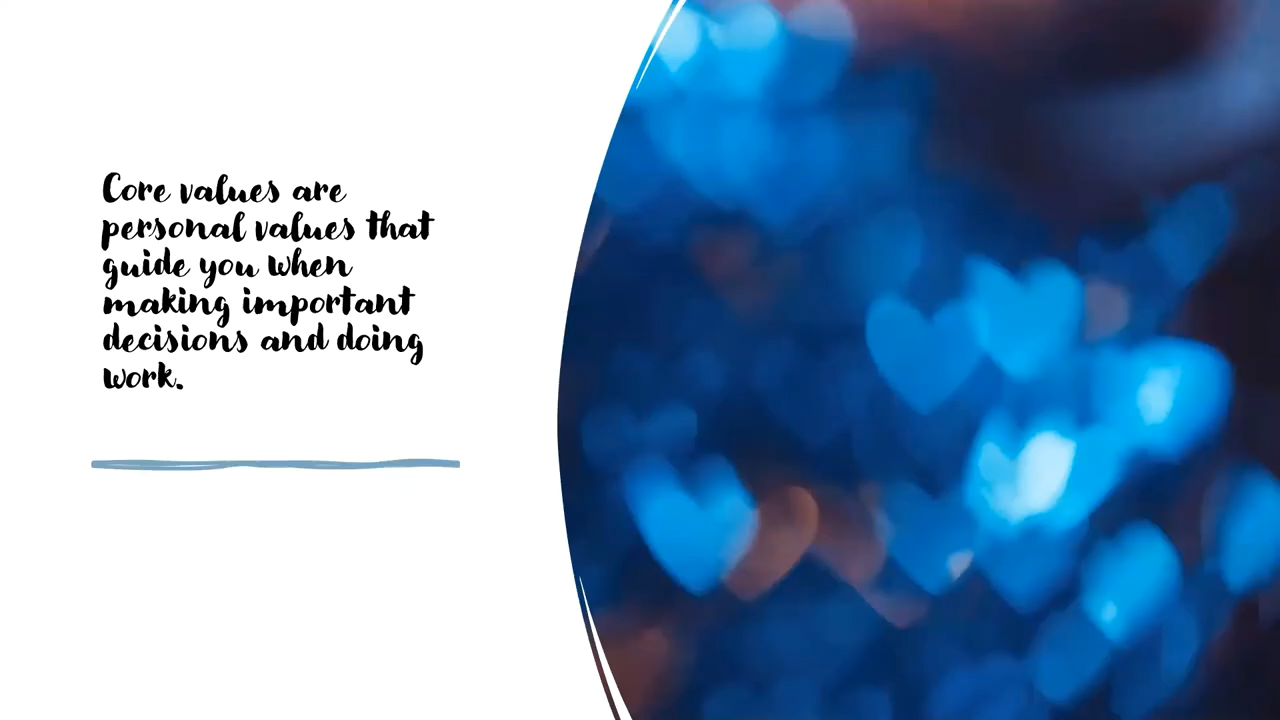 Core values are
personal values that
guide you when
making important
decisions and doing
work.